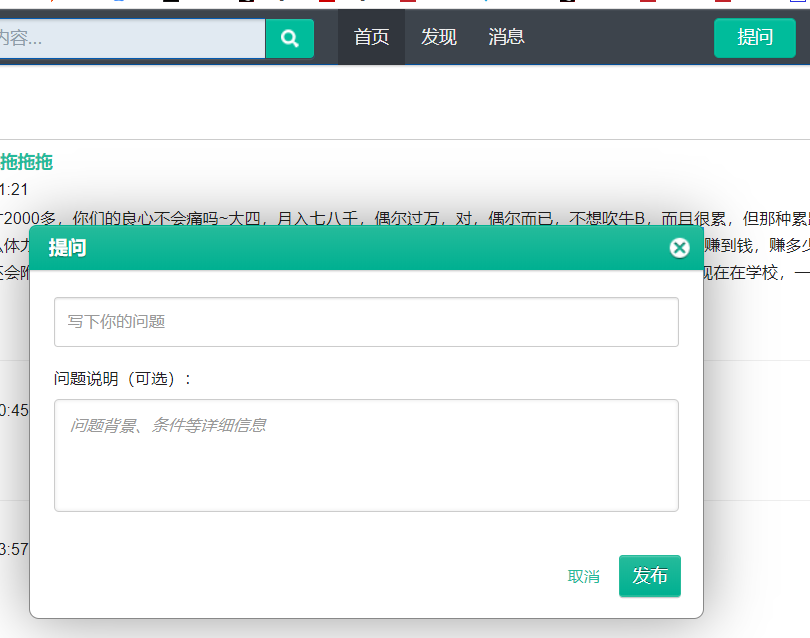 内容...
首页 发现 消息 提问
拖拖拖
1:21
2000多，你们的良心不会痛吗~大四，月入七八千，偶尔过万，对，偶尔而已，不想吹牛B，而且很累，但那种累
体力
赚到钱，赚多少
不会附
现在在学校，一
提问
写下你的问题
问题说明（可选）：
0:45
问题背景、条件等详细信息
3:57
取消 发布